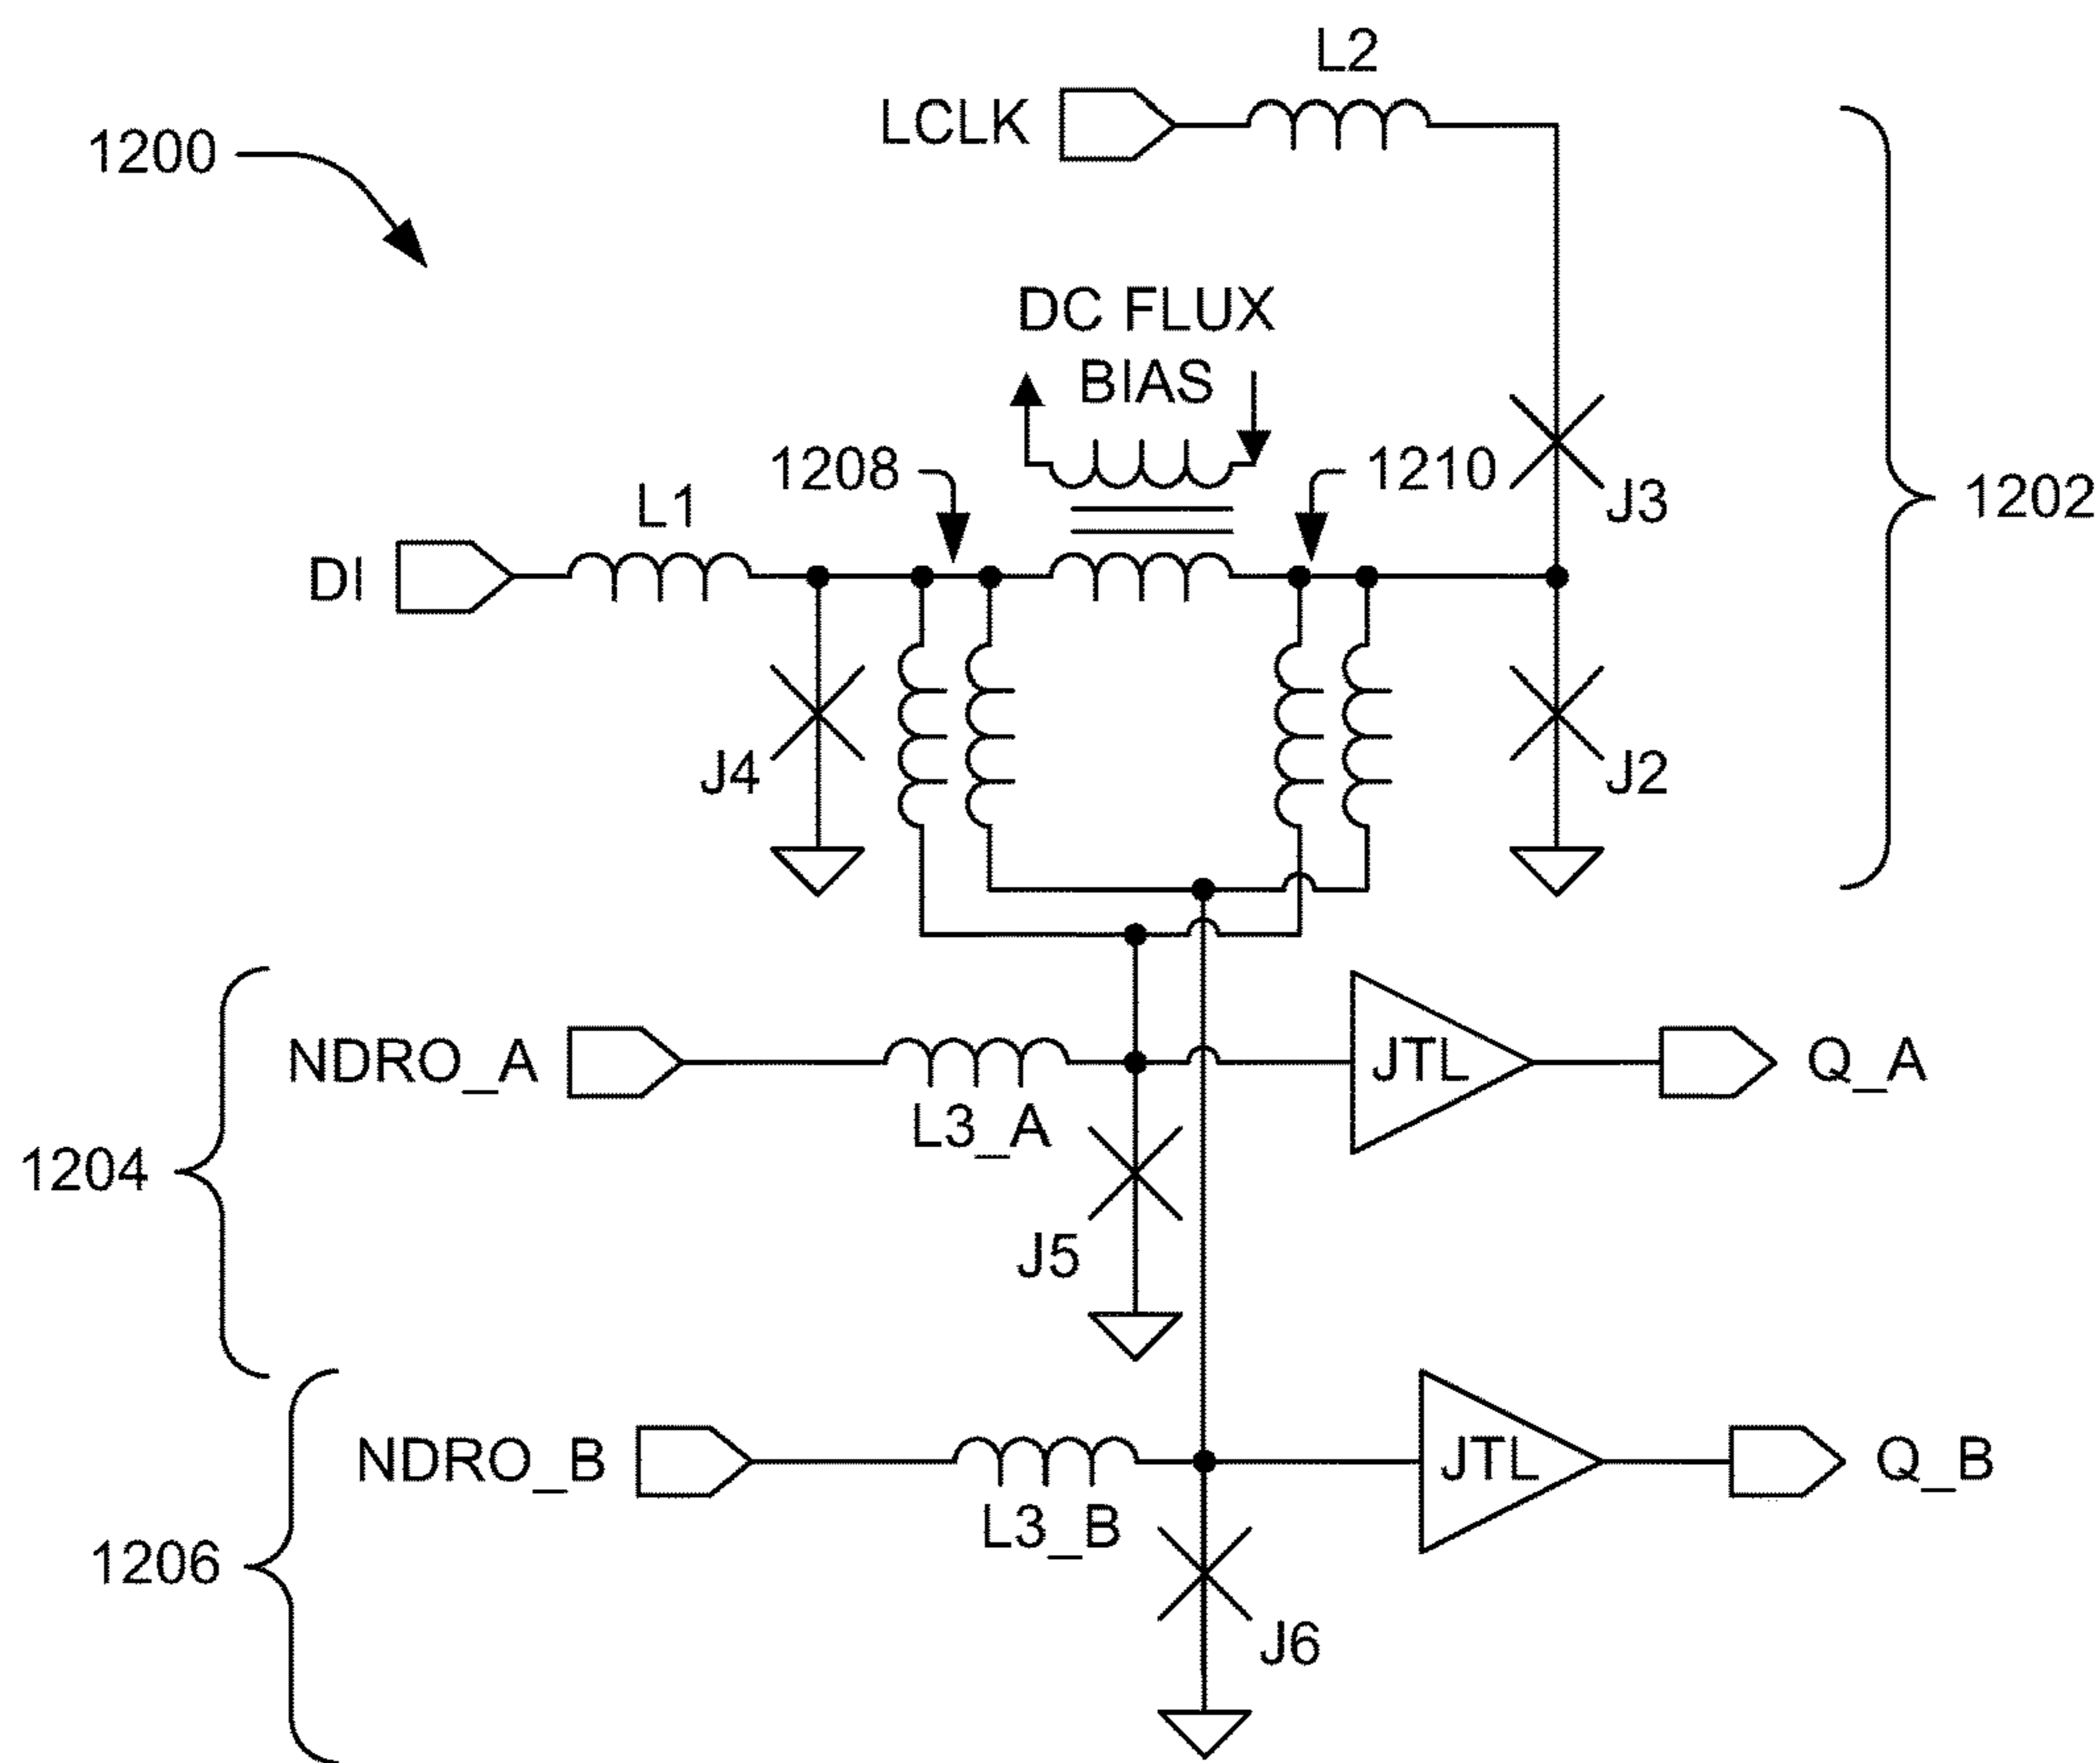 L2
LCLK
1200
DC FLUX
BIAS
1208
1210
J3
1202
L1
DI
J4
J2
NDRO_A
JTL
Q_A
L3_A
1204
J5
NDRO_B
JTL
Q_B
L3_B
1206
J6